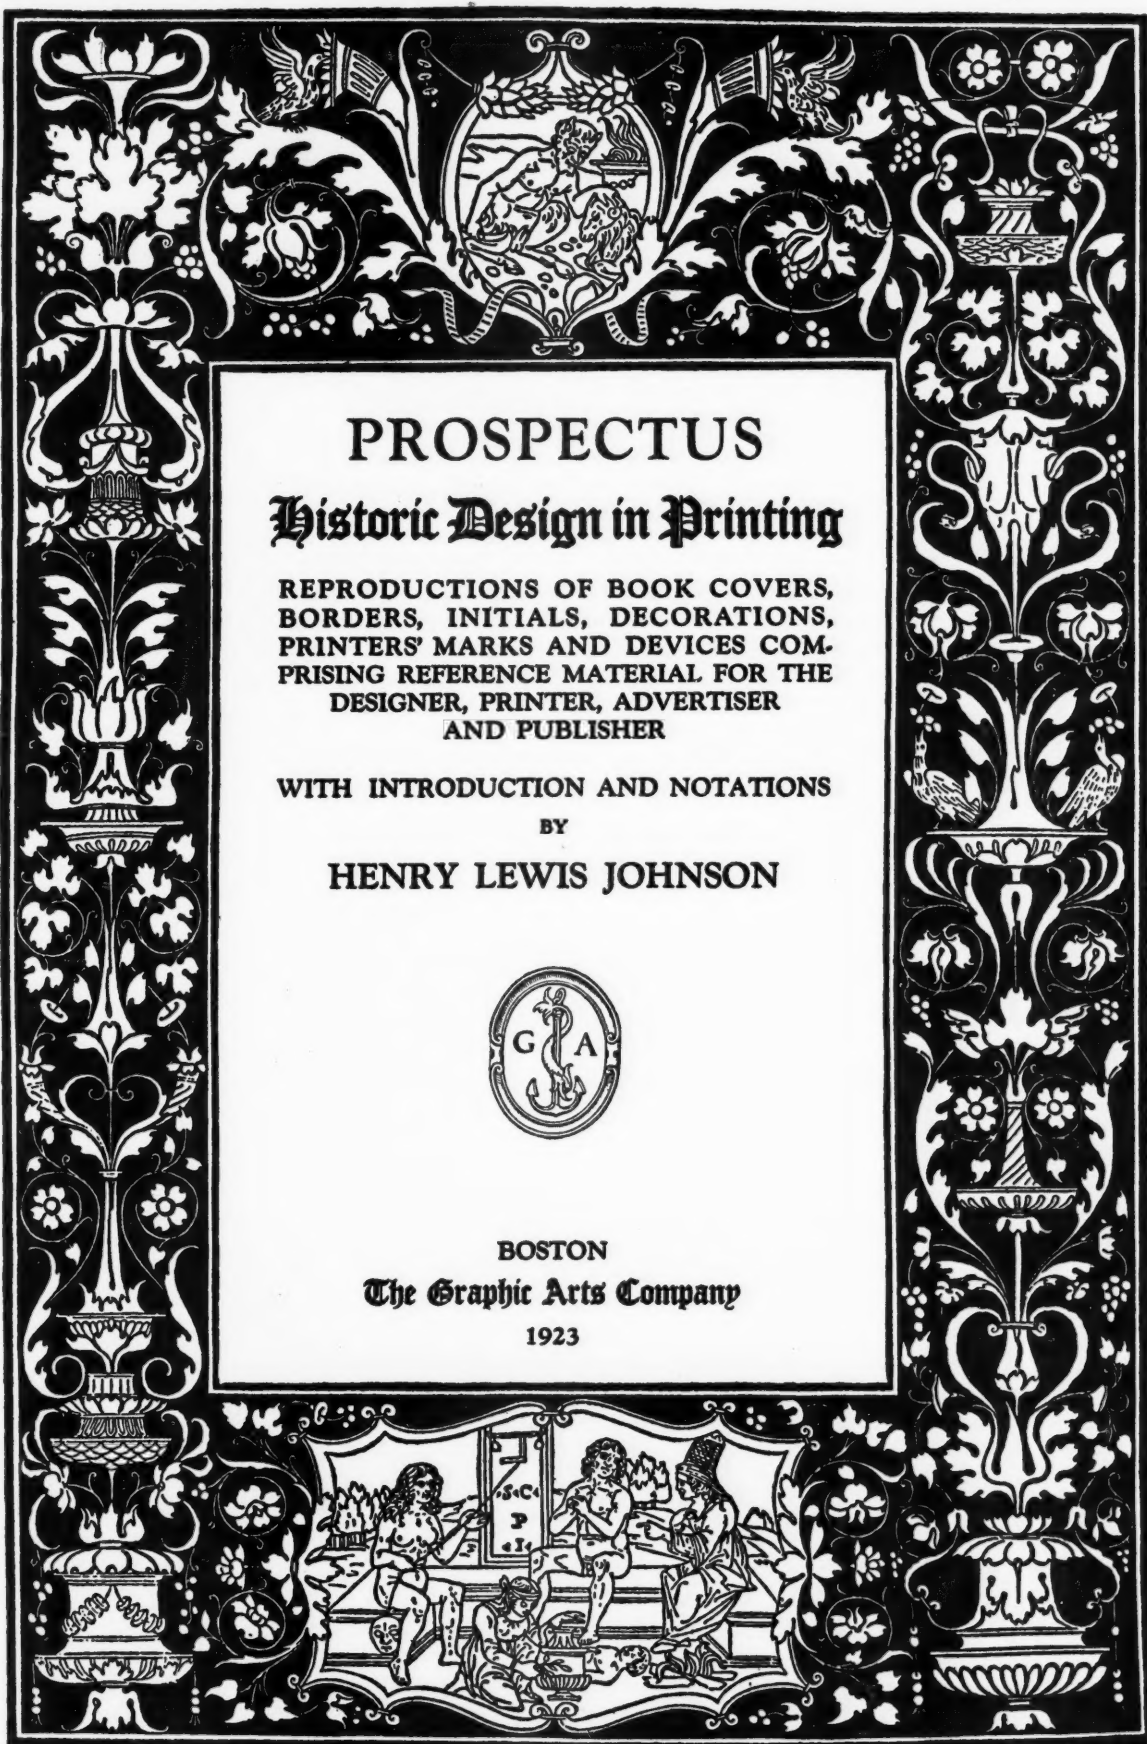 PROSPECTUS
Historic Design in Printing
REPRODUCTIONS OF BOOK COVERS,
BORDERS, INITIALS, DECORATIONS,
PRINTERS' MARKS AND DEVICES COM-
PRISING REFERENCE MATERIAL FOR THE
DESIGNER, PRINTER, ADVERTISER
AND PUBLISHER
WITH INTRODUCTION AND NOTATIONS
BY
HENRY LEWIS JOHNSON
G A
BOSTON
The Graphic Arts Company
1923
·S·C·
P
·I·